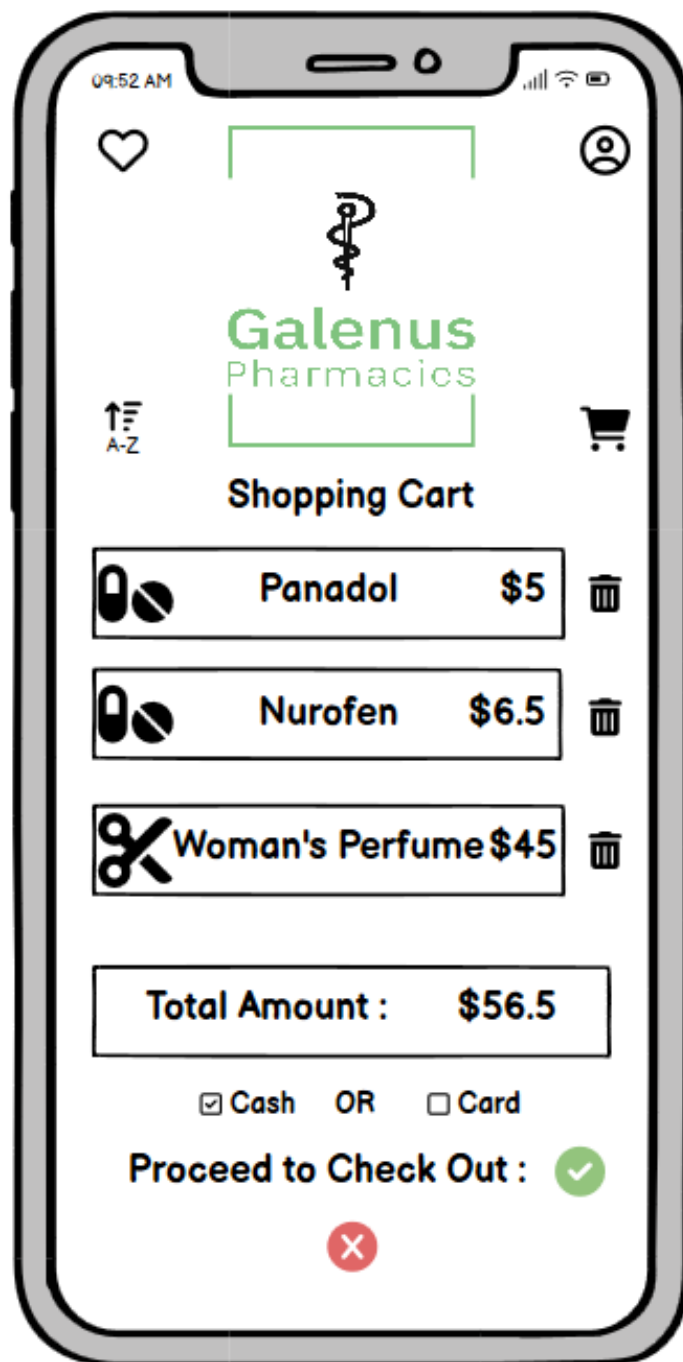 09:52 AM
Galenus
Pharmacies
A-Z
Shopping Cart
Panadol $5
Nurofen $6.5
Woman's Perfume $45
Total Amount : $56.5
Cash OR Card
Proceed to Check Out :